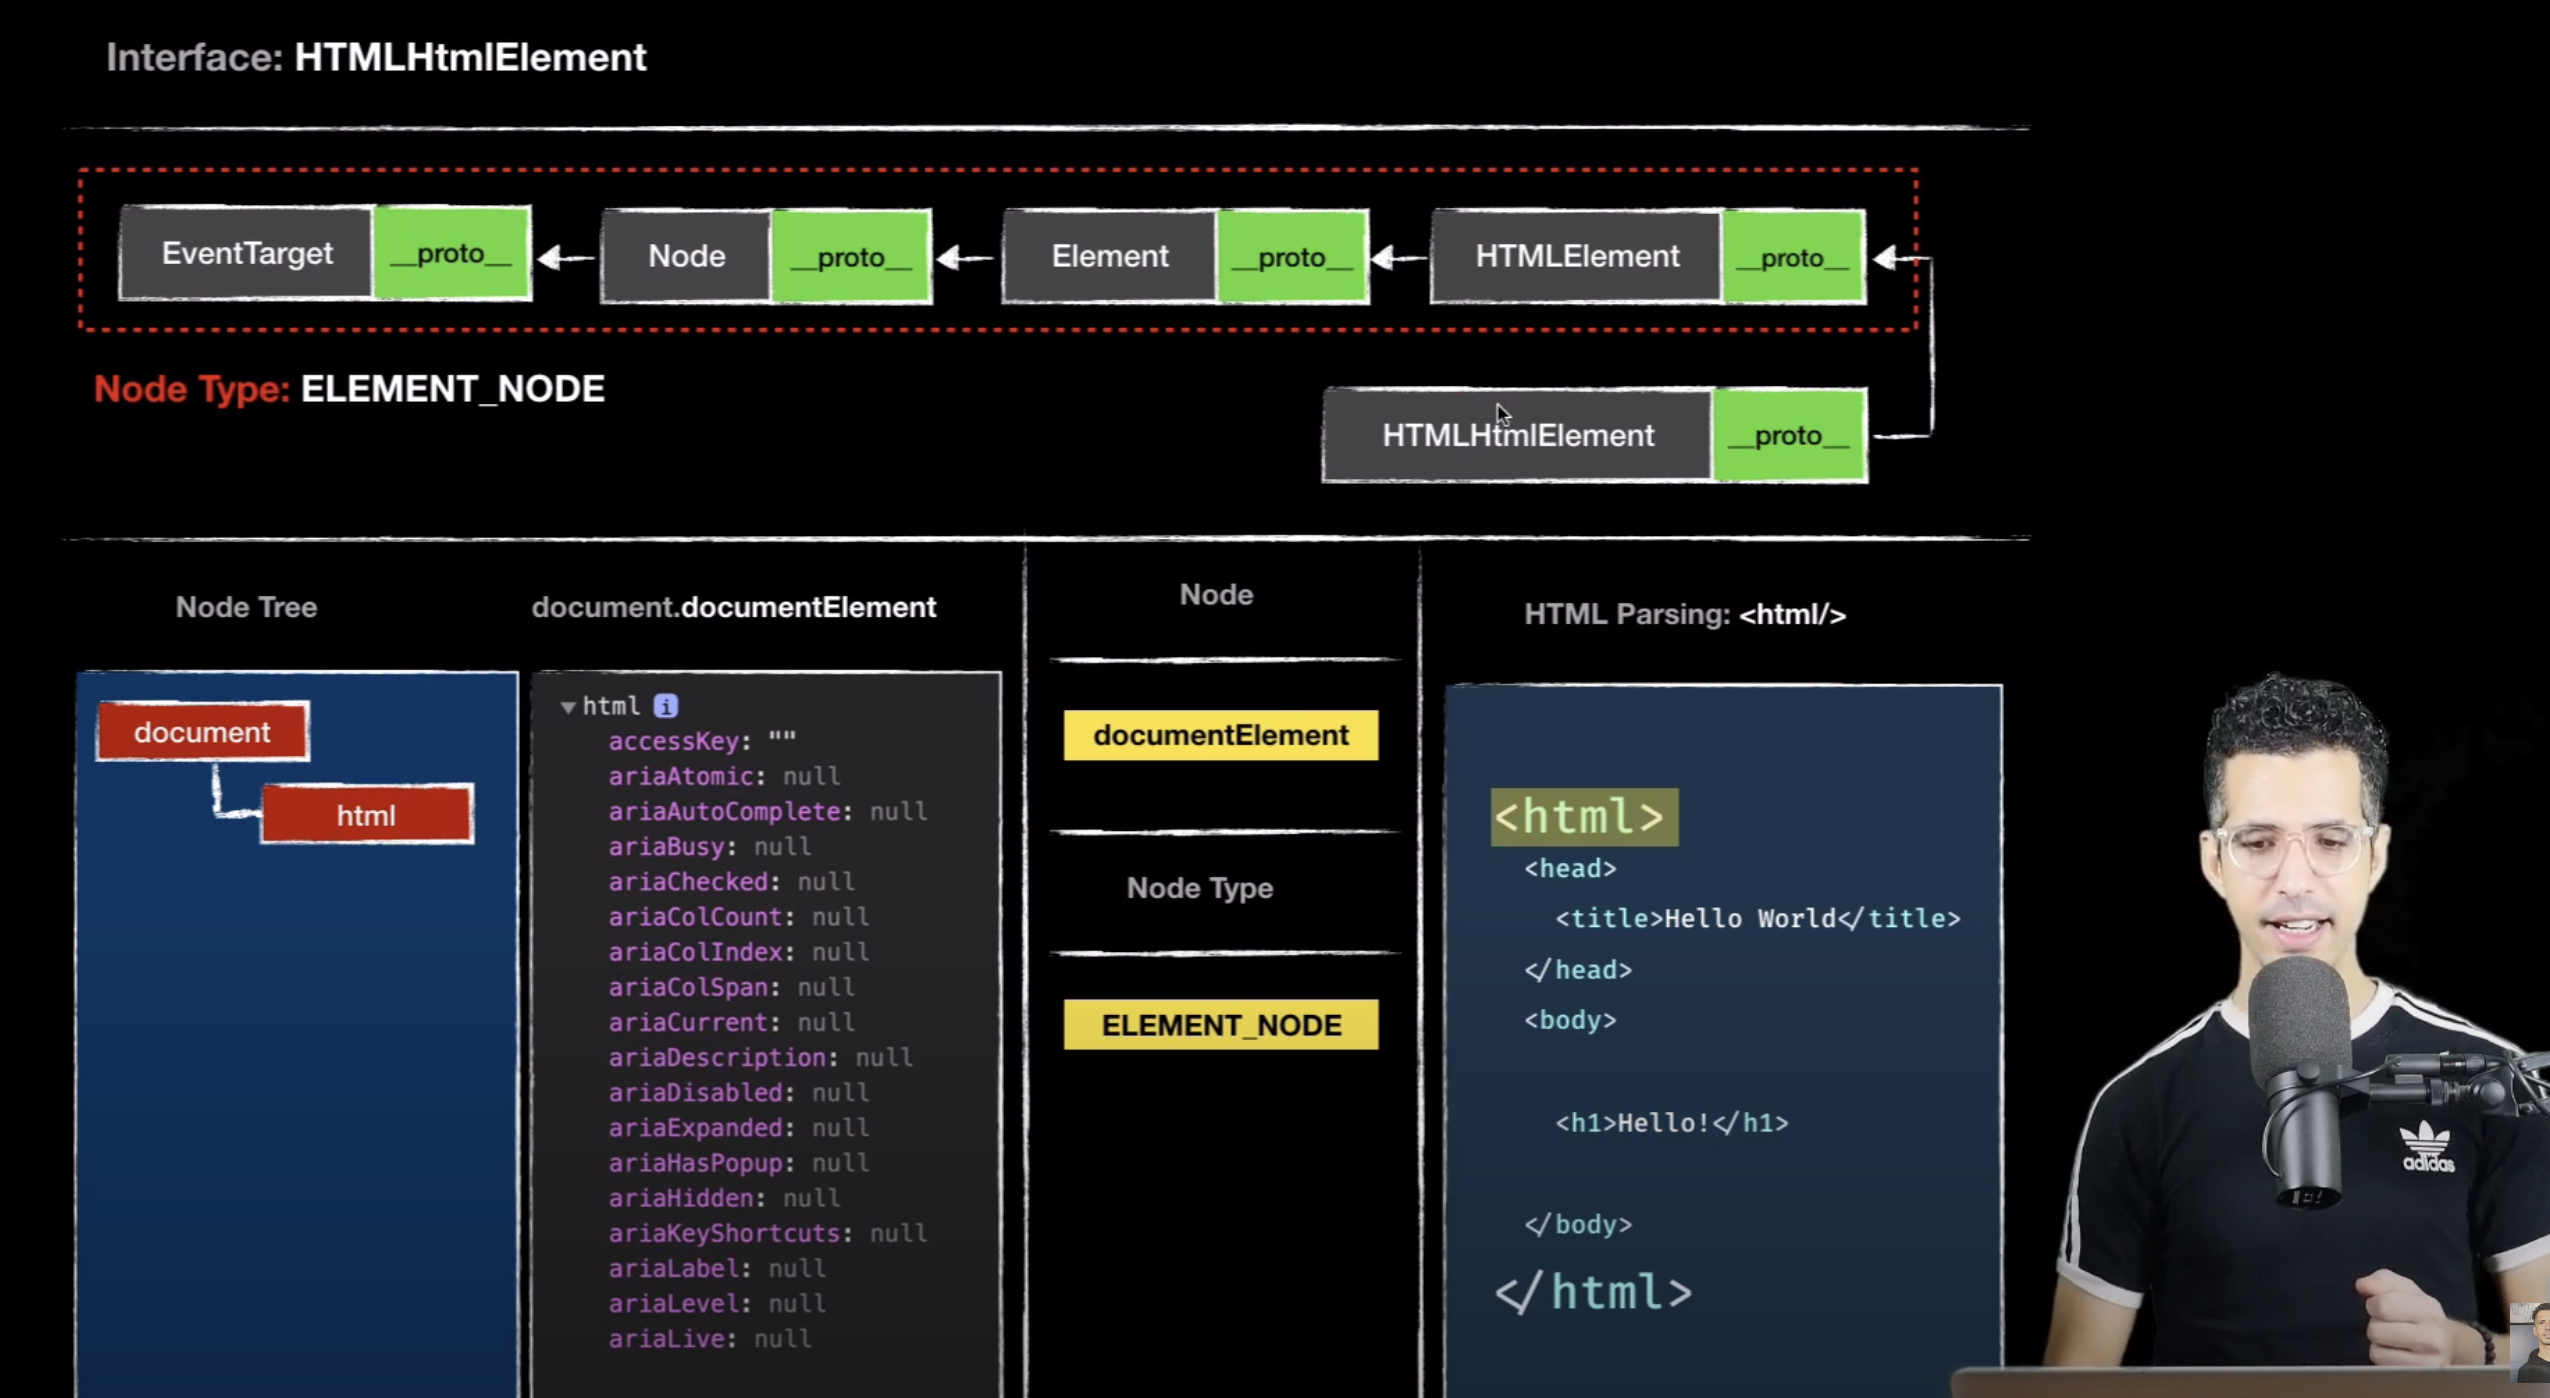 Interface: HTMLHtmlElement
EventTarget __proto__ Node __proto__ Element __proto__ HTMLElement __proto__
Node Type: ELEMENT_NODE
HTMLHtmlElement __proto__
Node Tree
document
html
document.documentElement
html i
accessKey: ""
ariaAtomic: null
ariaAutoComplete: null
ariaBusy: null
ariaChecked: null
ariaColCount: null
ariaColIndex: null
ariaColSpan: null
ariaCurrent: null
ariaDescription: null
ariaDisabled: null
ariaExpanded: null
ariaHasPopup: null
ariaHidden: null
ariaKeyShortcuts: null
ariaLabel: null
ariaLevel: null
ariaLive: null
Node
documentElement
Node Type
ELEMENT_NODE
HTML Parsing: <html/>
<html>
<head>
<title>Hello World</title>
</head>
<body>
<h1>Hello!</h1>
</body>
</html>
adidas